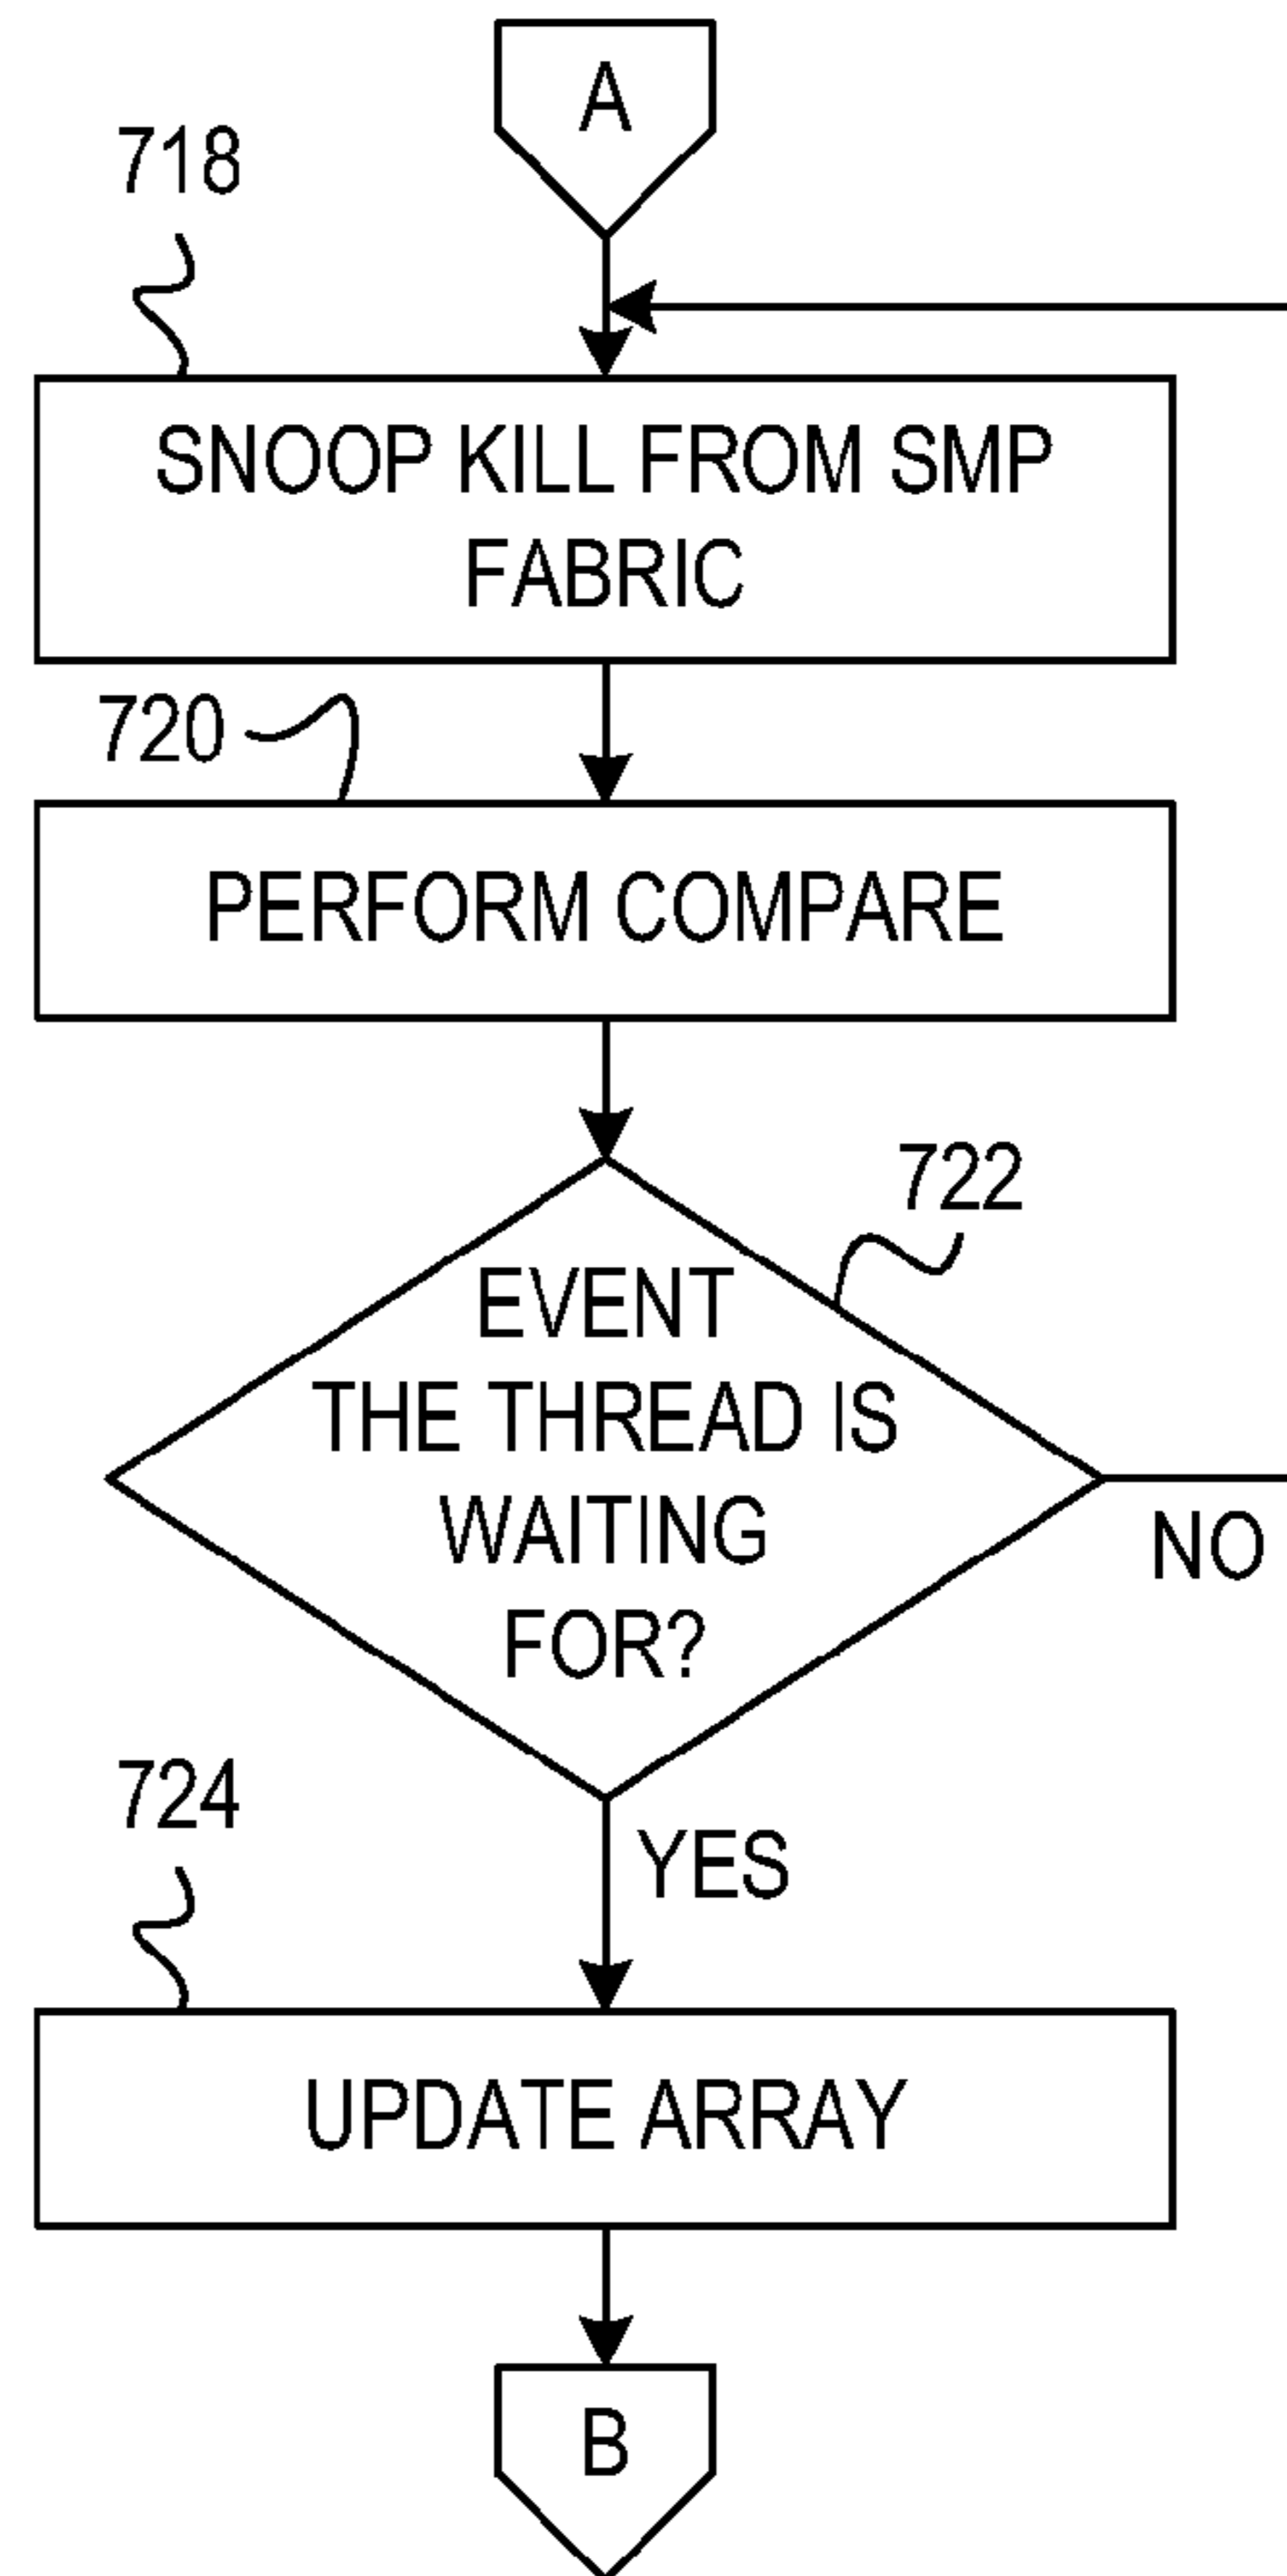 A
718
SNOOP KILL FROM SMP
FABRIC
720
PERFORM COMPARE
722
EVENT
THE THREAD IS
WAITING
FOR?
NO
724
YES
UPDATE ARRAY
B